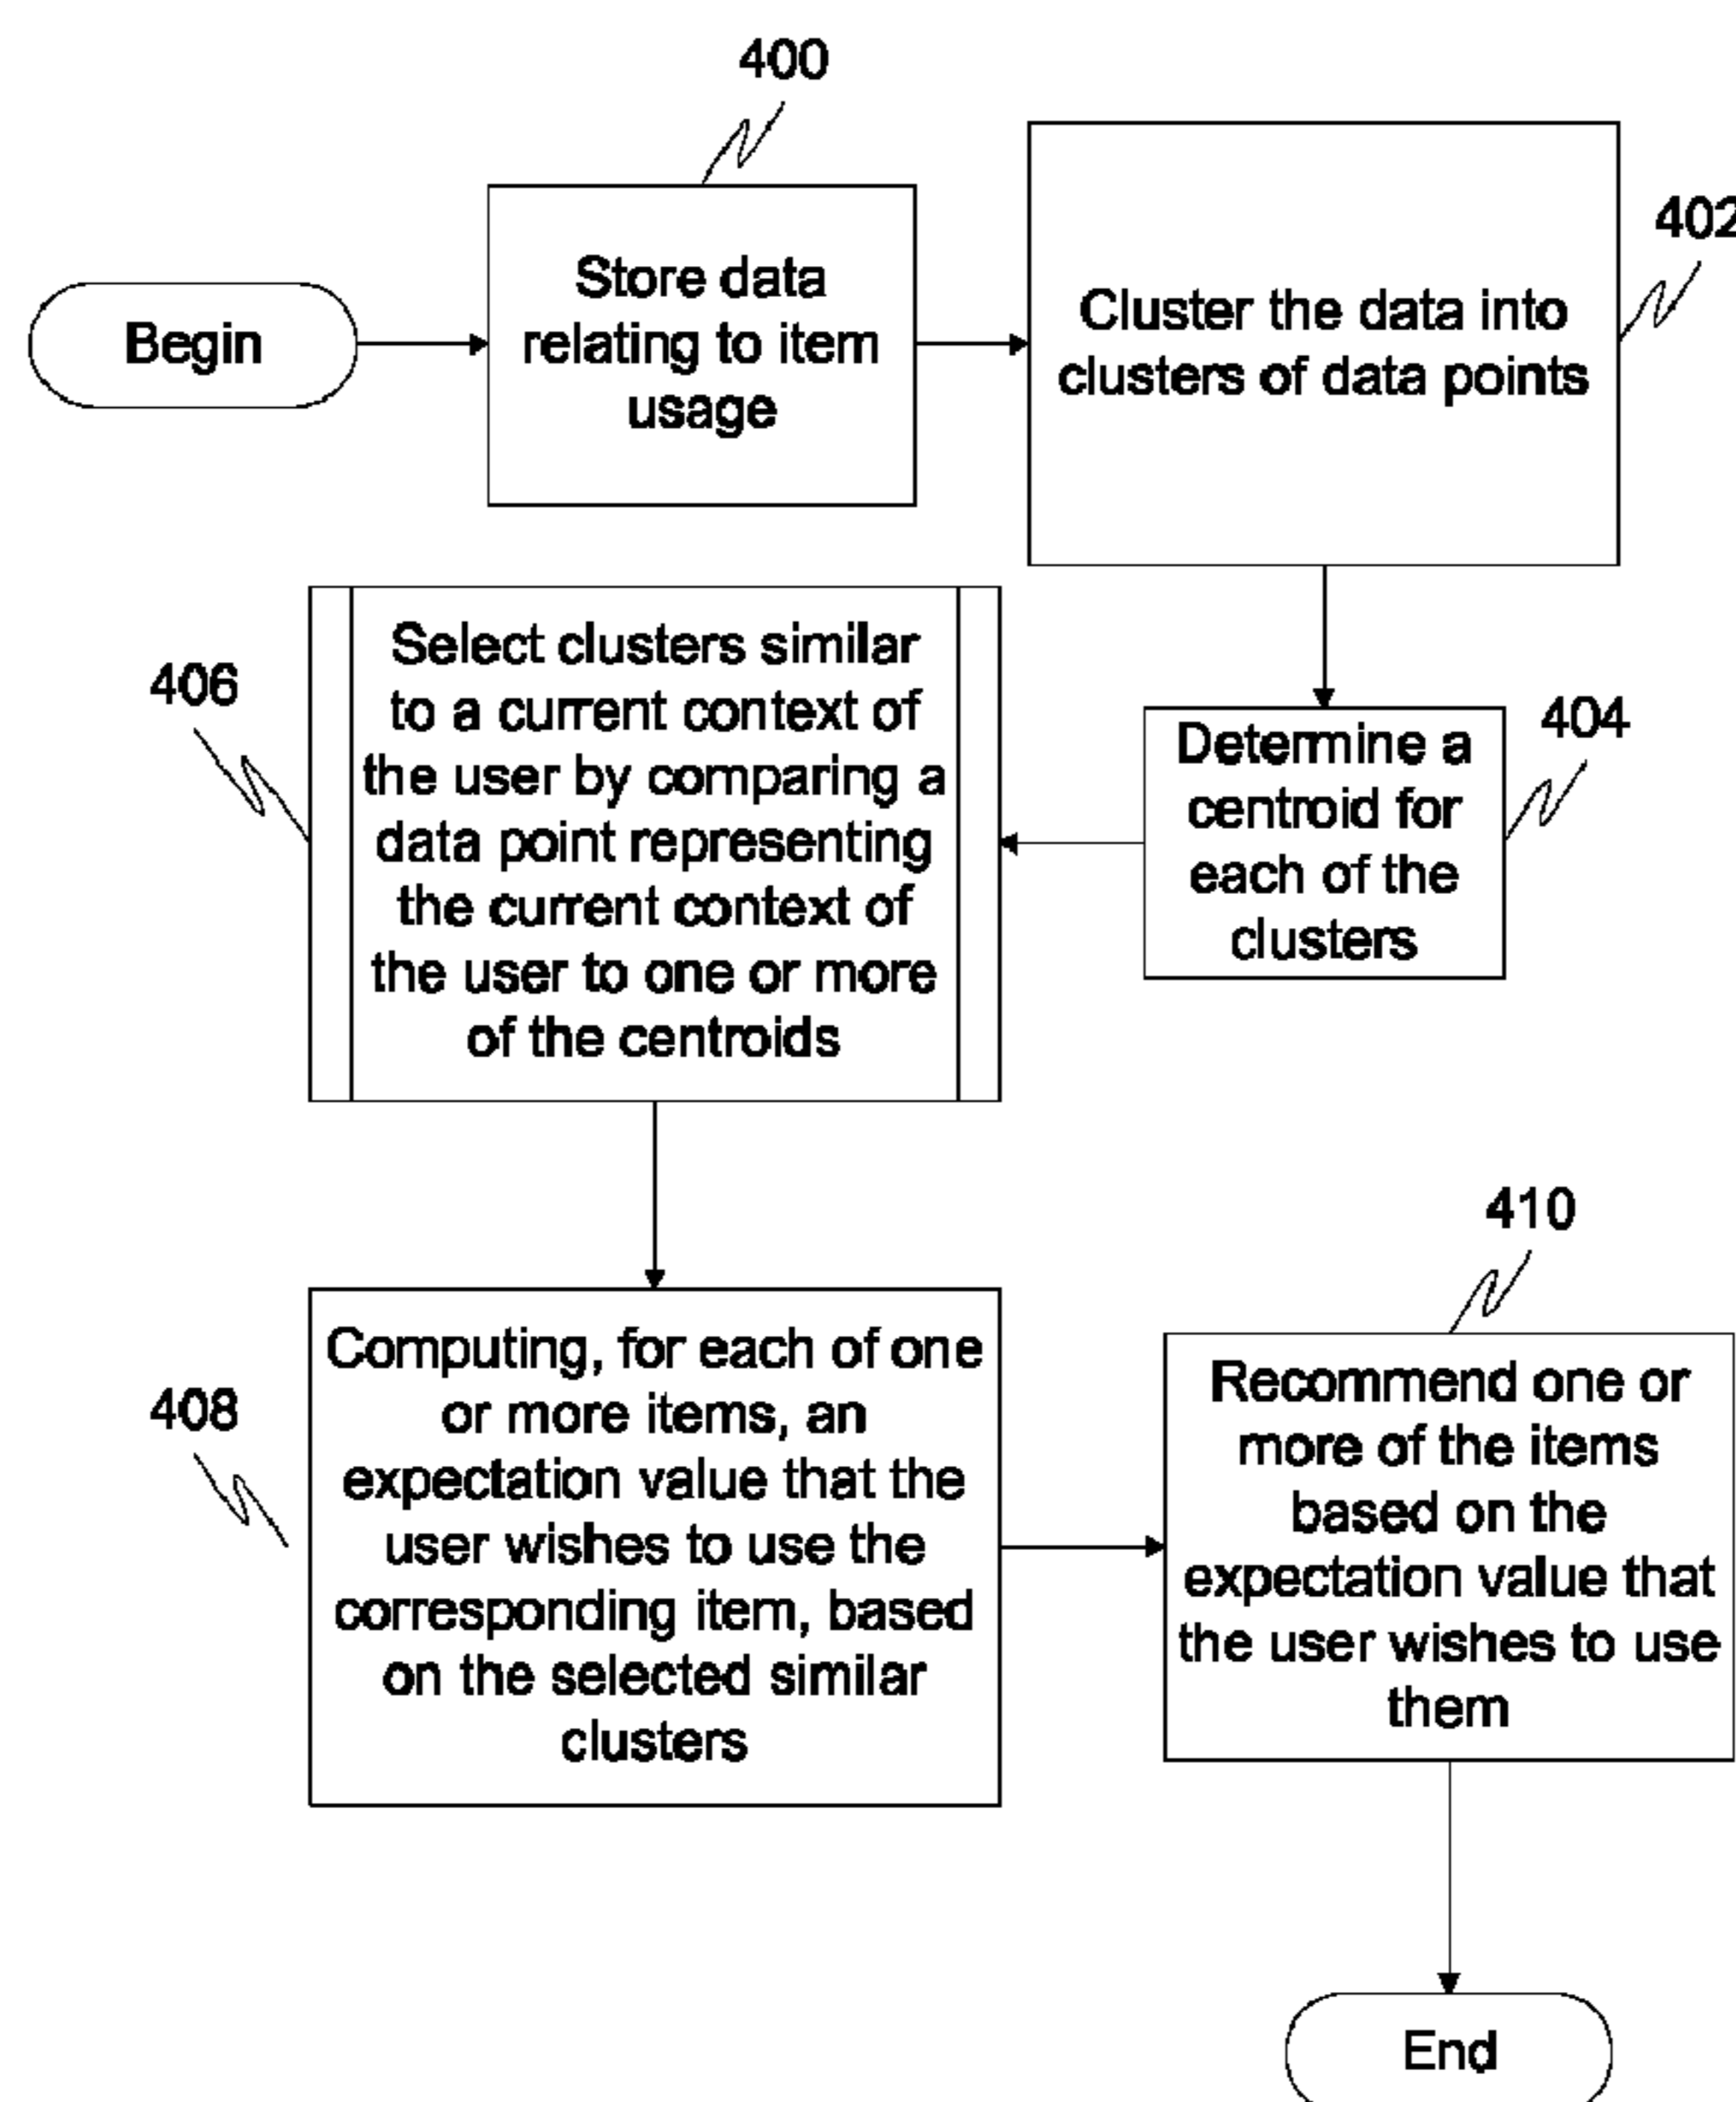 400
402
Begin
Store data
relating to item
usage
Cluster the data into
clusters of data points
406
Select clusters similar
to a current context of
the user by comparing a
data point representing
the current context of
the user to one or more
of the centroids
404
Determine a
centroid for
each of the
clusters
408
Computing, for each of one
or more items, an
expectation value that the
user wishes to use the
corresponding item, based
on the selected similar
clusters
410
Recommend one or
more of the items
based on the
expectation value that
the user wishes to use
them
End